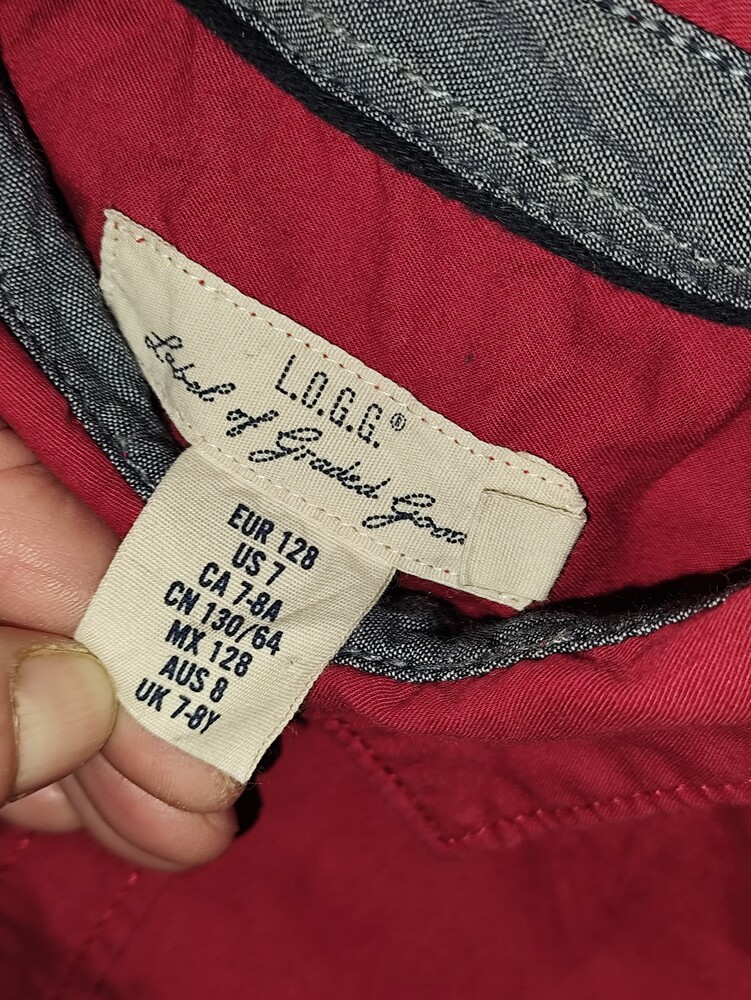 L.O.G.G.®
Label of Graded Goo
EUR 128
US 7
CA 7-8A
CN 130/64
MX 128
AUS 8
UK 7-8Y